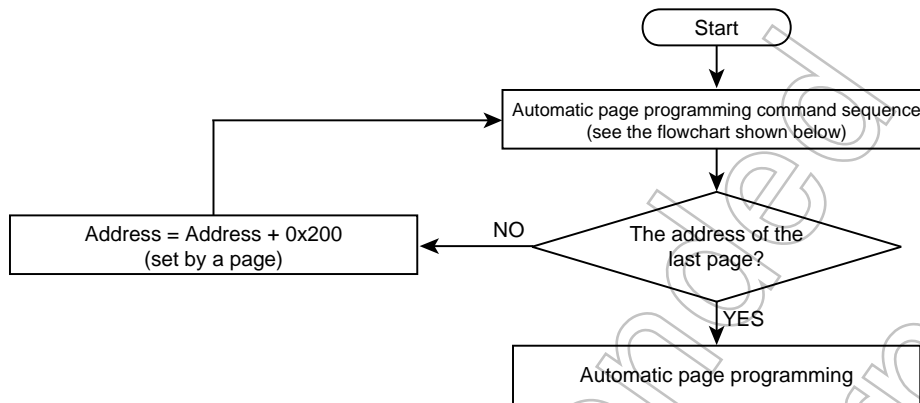 Start
Automatic page programming command sequence
(see the flowchart shown below)
The address of the
last page?
NO
Address = Address + 0x200
(set by a page)
YES
Automatic page programming